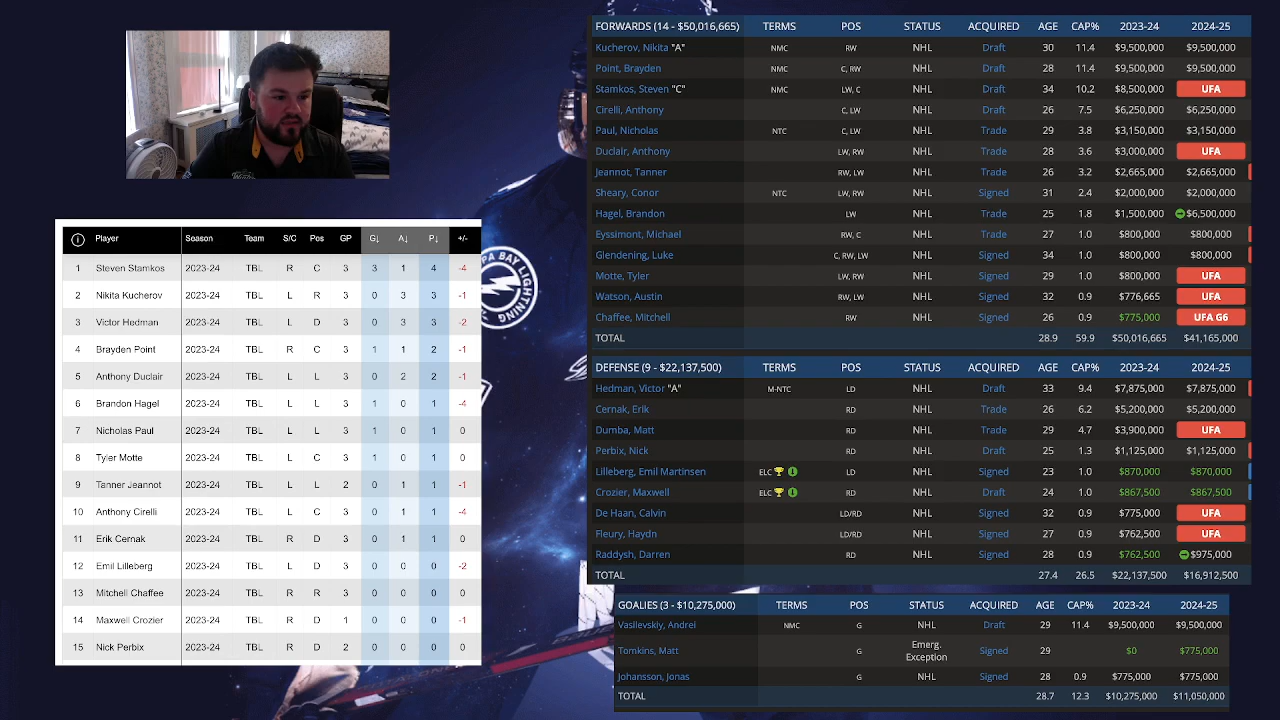 Player Season Team S/C Pos GP G↓ A↓ P↓ +/-
1 Steven Stamkos 2023-24 TBL R C 3 3 1 4 -4
2 Nikita Kucherov 2023-24 TBL L R 3 0 3 3 -1
3 Victor Hedman 2023-24 TBL L D 3 0 3 3 -2
4 Brayden Point 2023-24 TBL R C 3 1 1 2 -1
5 Anthony Duclair 2023-24 TBL L L 3 0 2 2 -1
6 Brandon Hagel 2023-24 TBL L L 3 1 0 1 -4
7 Nicholas Paul 2023-24 TBL L L 3 1 0 1 0
8 Tyler Motte 2023-24 TBL L C 3 1 0 1 0
9 Tanner Jeannot 2023-24 TBL L L 2 0 1 1 -1
10 Anthony Cirelli 2023-24 TBL L C 3 0 1 1 -4
11 Erik Cernak 2023-24 TBL R D 3 0 1 1 0
12 Emil Lilleberg 2023-24 TBL L D 3 0 0 0 -2
13 Mitchell Chaffee 2023-24 TBL R R 3 0 0 0 0
14 Maxwell Crozier 2023-24 TBL R D 1 0 0 0 -1
15 Nick Perbix 2023-24 TBL R D 2 0 0 0 0
PA BAY LIGHTNING
FORWARDS (14 - $50,016,665) TERMS POS STATUS ACQUIRED AGE CAP% 2023-24 2024-25
Kucherov, Nikita "A" NMC RW NHL Draft 30 11.4 $9,500,000 $9,500,000
Point, Brayden NMC C, RW NHL Draft 28 11.4 $9,500,000 $9,500,000
Stamkos, Steven "C" NMC LW, C NHL Draft 34 10.2 $8,500,000 UFA
Cirelli, Anthony C, LW NHL Draft 26 7.5 $6,250,000 $6,250,000
Paul, Nicholas NTC C, LW NHL Trade 29 3.8 $3,150,000 $3,150,000
Duclair, Anthony LW, RW NHL Trade 28 3.6 $3,000,000 UFA
Jeannot, Tanner RW, LW NHL Trade 26 3.2 $2,665,000 $2,665,000
Sheary, Conor NTC LW, RW NHL Signed 31 2.4 $2,000,000 $2,000,000
Hagel, Brandon LW NHL Trade 25 1.8 $1,500,000 $6,500,000
Eyssimont, Michael RW, C NHL Trade 27 1.0 $800,000 $800,000
Glendening, Luke C, RW, LW NHL Signed 34 1.0 $800,000 $800,000
Motte, Tyler LW, RW NHL Signed 29 1.0 $800,000 UFA
Watson, Austin RW, LW NHL Signed 32 0.9 $776,665 UFA
Chaffee, Mitchell RW NHL Signed 26 0.9 $775,000 UFA G6
TOTAL 28.9 59.9 $50,016,665 $41,165,000
DEFENSE (9 - $22,137,500) TERMS POS STATUS ACQUIRED AGE CAP% 2023-24 2024-25
Hedman, Victor "A" M-NTC LD NHL Draft 33 9.4 $7,875,000 $7,875,000
Cernak, Erik RD NHL Trade 26 6.2 $5,200,000 $5,200,000
Dumba, Matt RD NHL Trade 29 4.7 $3,900,000 UFA
Perbix, Nick RD NHL Draft 25 1.3 $1,125,000 $1,125,000
Lilleberg, Emil Martinsen ELC LD NHL Signed 23 1.0 $870,000 $870,000
Crozier, Maxwell ELC RD NHL Draft 24 1.0 $867,500 $867,500
De Haan, Calvin LD/RD NHL Signed 32 0.9 $775,000 UFA
Fleury, Haydn LD/RD NHL Signed 27 0.9 $762,500 UFA
Raddysh, Darren RD NHL Signed 28 0.9 $762,500 $975,000
TOTAL 27.4 26.5 $22,137,500 $16,912,500
GOALIES (3 - $10,275,000) TERMS POS STATUS ACQUIRED AGE CAP% 2023-24 2024-25
Vasilevskiy, Andrei NMC G NHL Draft 29 11.4 $9,500,000 $9,500,000
Tomkins, Matt G Emerg. Exception Signed 29 $0 $775,000
Johansson, Jonas G NHL Signed 28 0.9 $775,000 $775,000
TOTAL 28.7 12.3 $10,275,000 $11,050,000